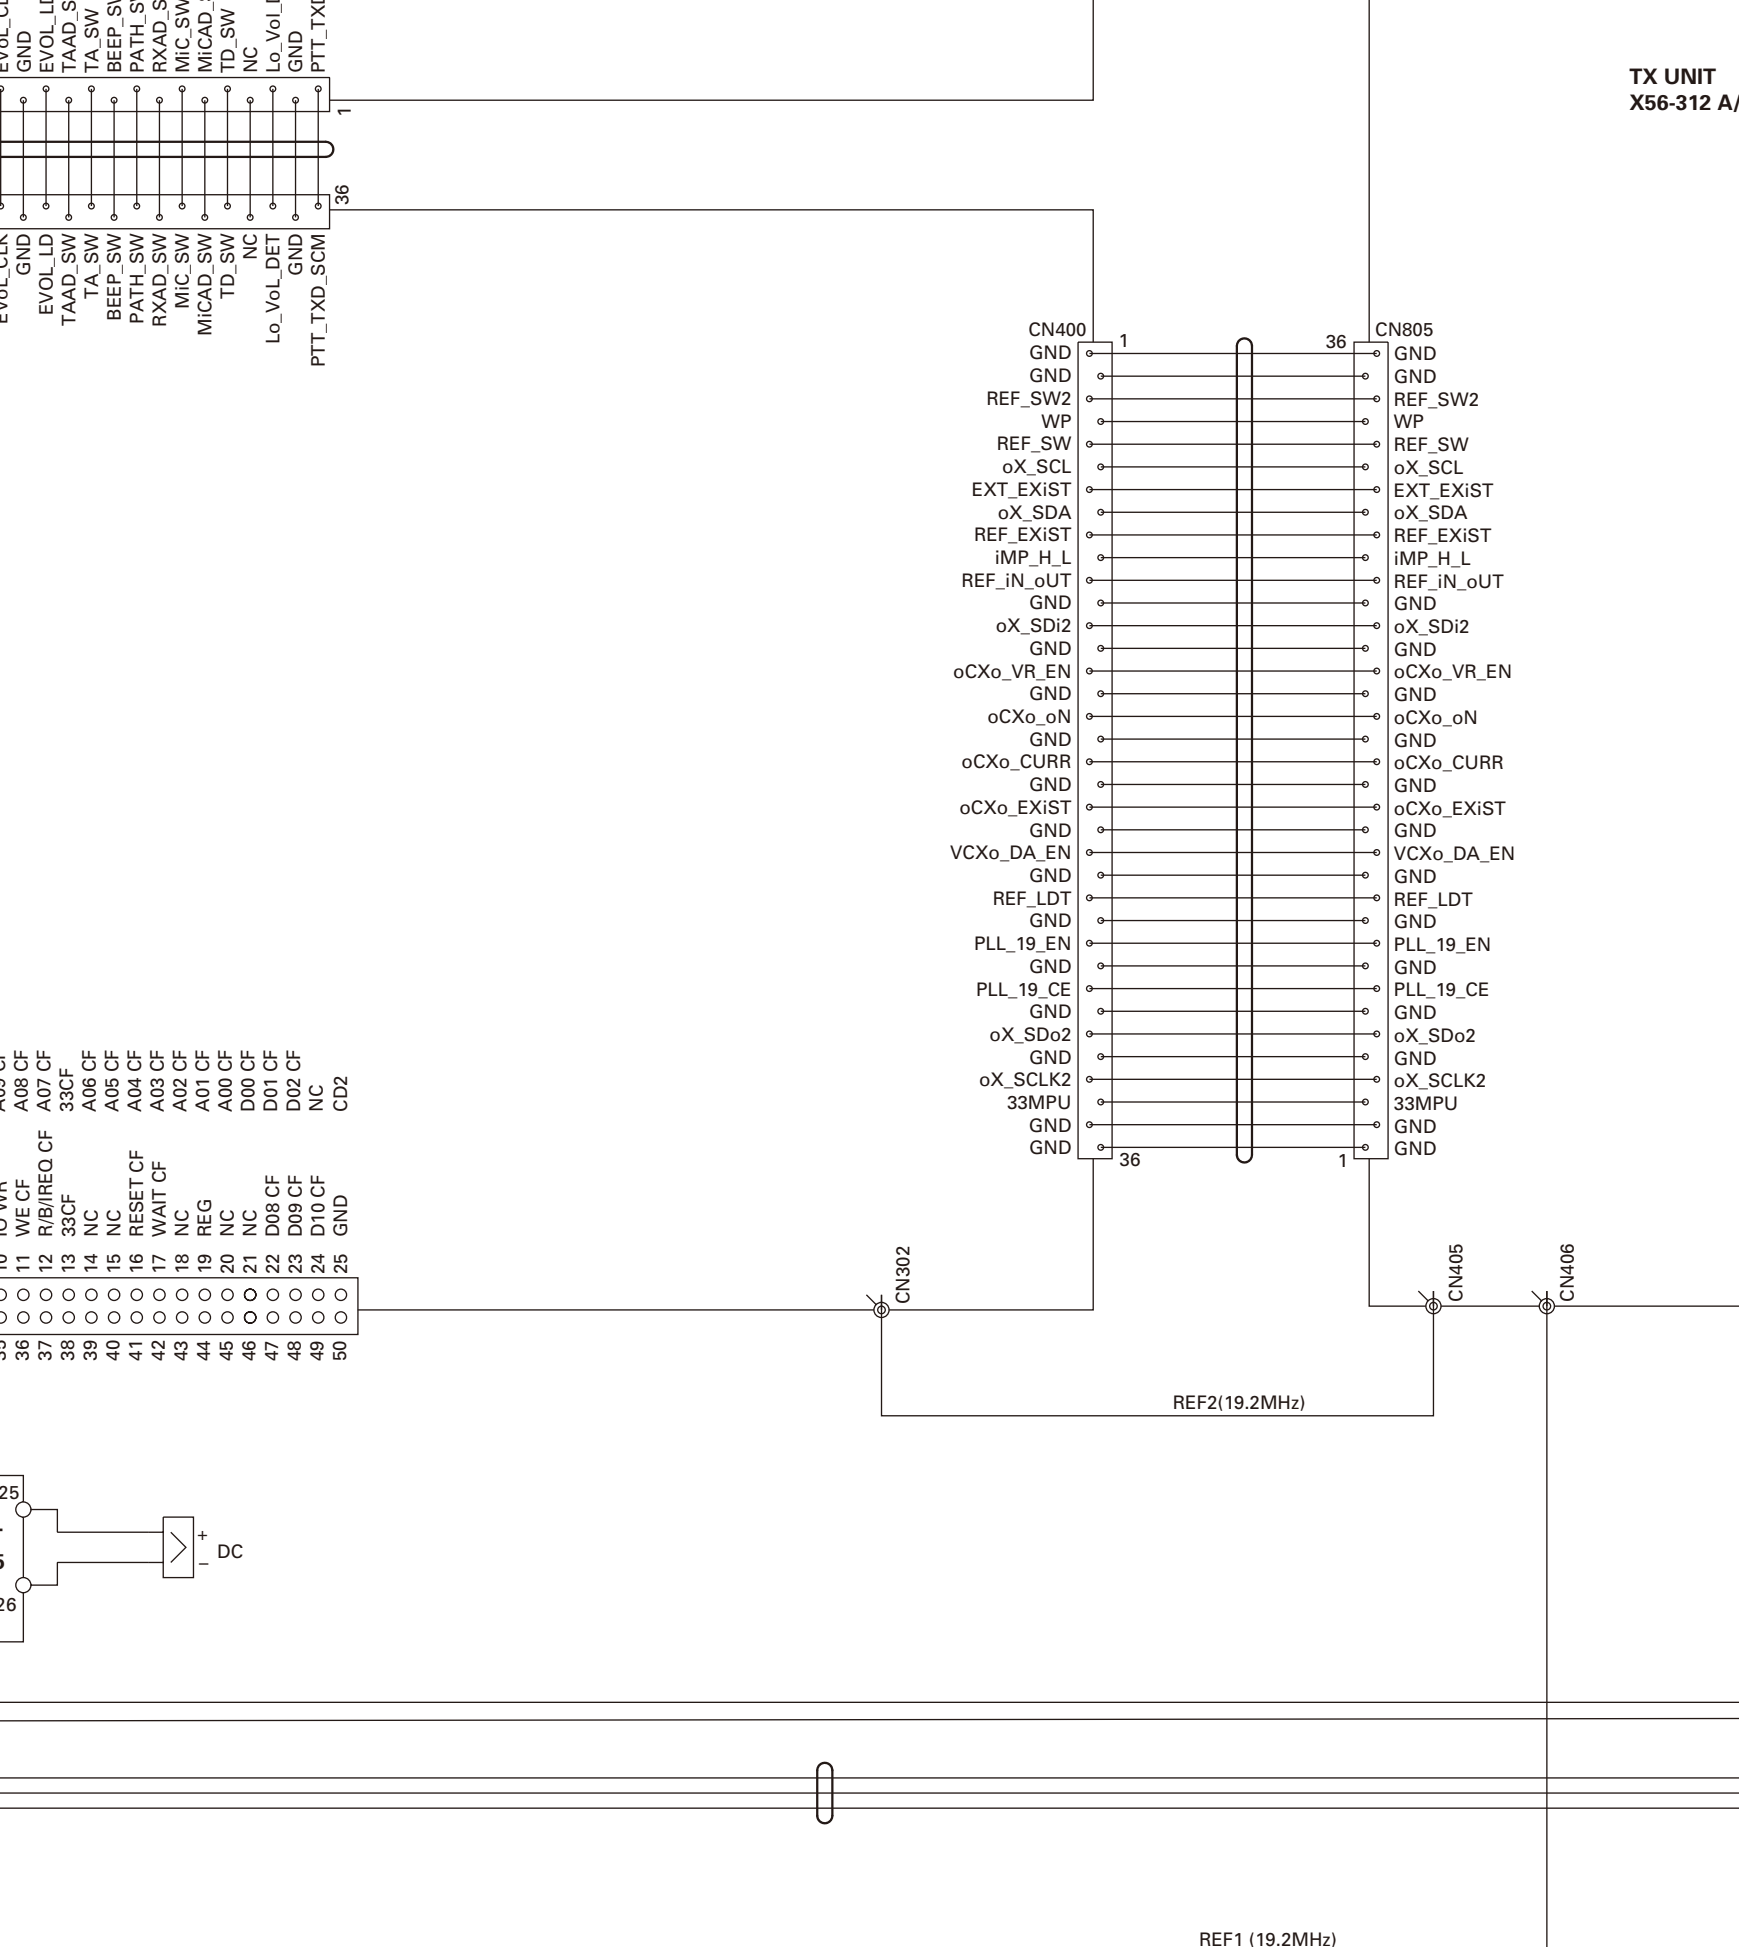 GND
TA_SW
MiC_SW
TD_SW
NC
GND
TX UNIT
1
36
GND
EVOL_LD
TAAD_SW
TA_SW
BEEP_SW
PATH_SW
RXAD_SW
MiC_SW
MiCAD_SW
TD_SW
NC
Lo_VoL_DET
GND
PTT_TXD_SCM
CN400
1
36
CN805
GND GND
GND GND
REF_SW2 REF_SW2
WP WP
REF_SW REF_SW
oX_SCL oX_SCL
EXT_EXiST EXT_EXiST
oX_SDA oX_SDA
REF_EXiST REF_EXiST
iMP_H_L iMP_H_L
REF_iN_oUT REF_iN_oUT
GND GND
oX_SDi2 oX_SDi2
GND GND
oCXo_VR_EN oCXo_VR_EN
GND GND
oCXo_oN oCXo_oN
GND GND
oCXo_CURR oCXo_CURR
GND GND
oCXo_EXiST oCXo_EXiST
GND GND
VCXo_DA_EN VCXo_DA_EN
GND GND
REF_LDT REF_LDT
GND GND
PLL_19_EN PLL_19_EN
GND GND
PLL_19_CE PLL_19_CE
GND GND
oX_SDo2 oX_SDo2
GND GND
oX_SCLK2 oX_SCLK2
33MPU 33MPU
GND GND
GND GND
36
1
A08 CF
A07 CF
33CF
A06 CF
A05 CF
A04 CF
A03 CF
A02 CF
A01 CF
A00 CF
D00 CF
D01 CF
D02 CF
NC
CD2
11 WE CF
12 R/B/IREQ CF
13 33CF
14 NC
15 NC
16 RESET CF
17 WAIT CF
18 NC
19 REG
20 NC
21 NC
22 D08 CF
23 D09 CF
24 D10 CF
25 GND
36
37
38
39
40
41
42
43
44
45
46
47
48
49
50
CN302
CN405
CN406
REF2(19.2MHz)
25
+
DC
–
26
REF1 (19.2MHz)